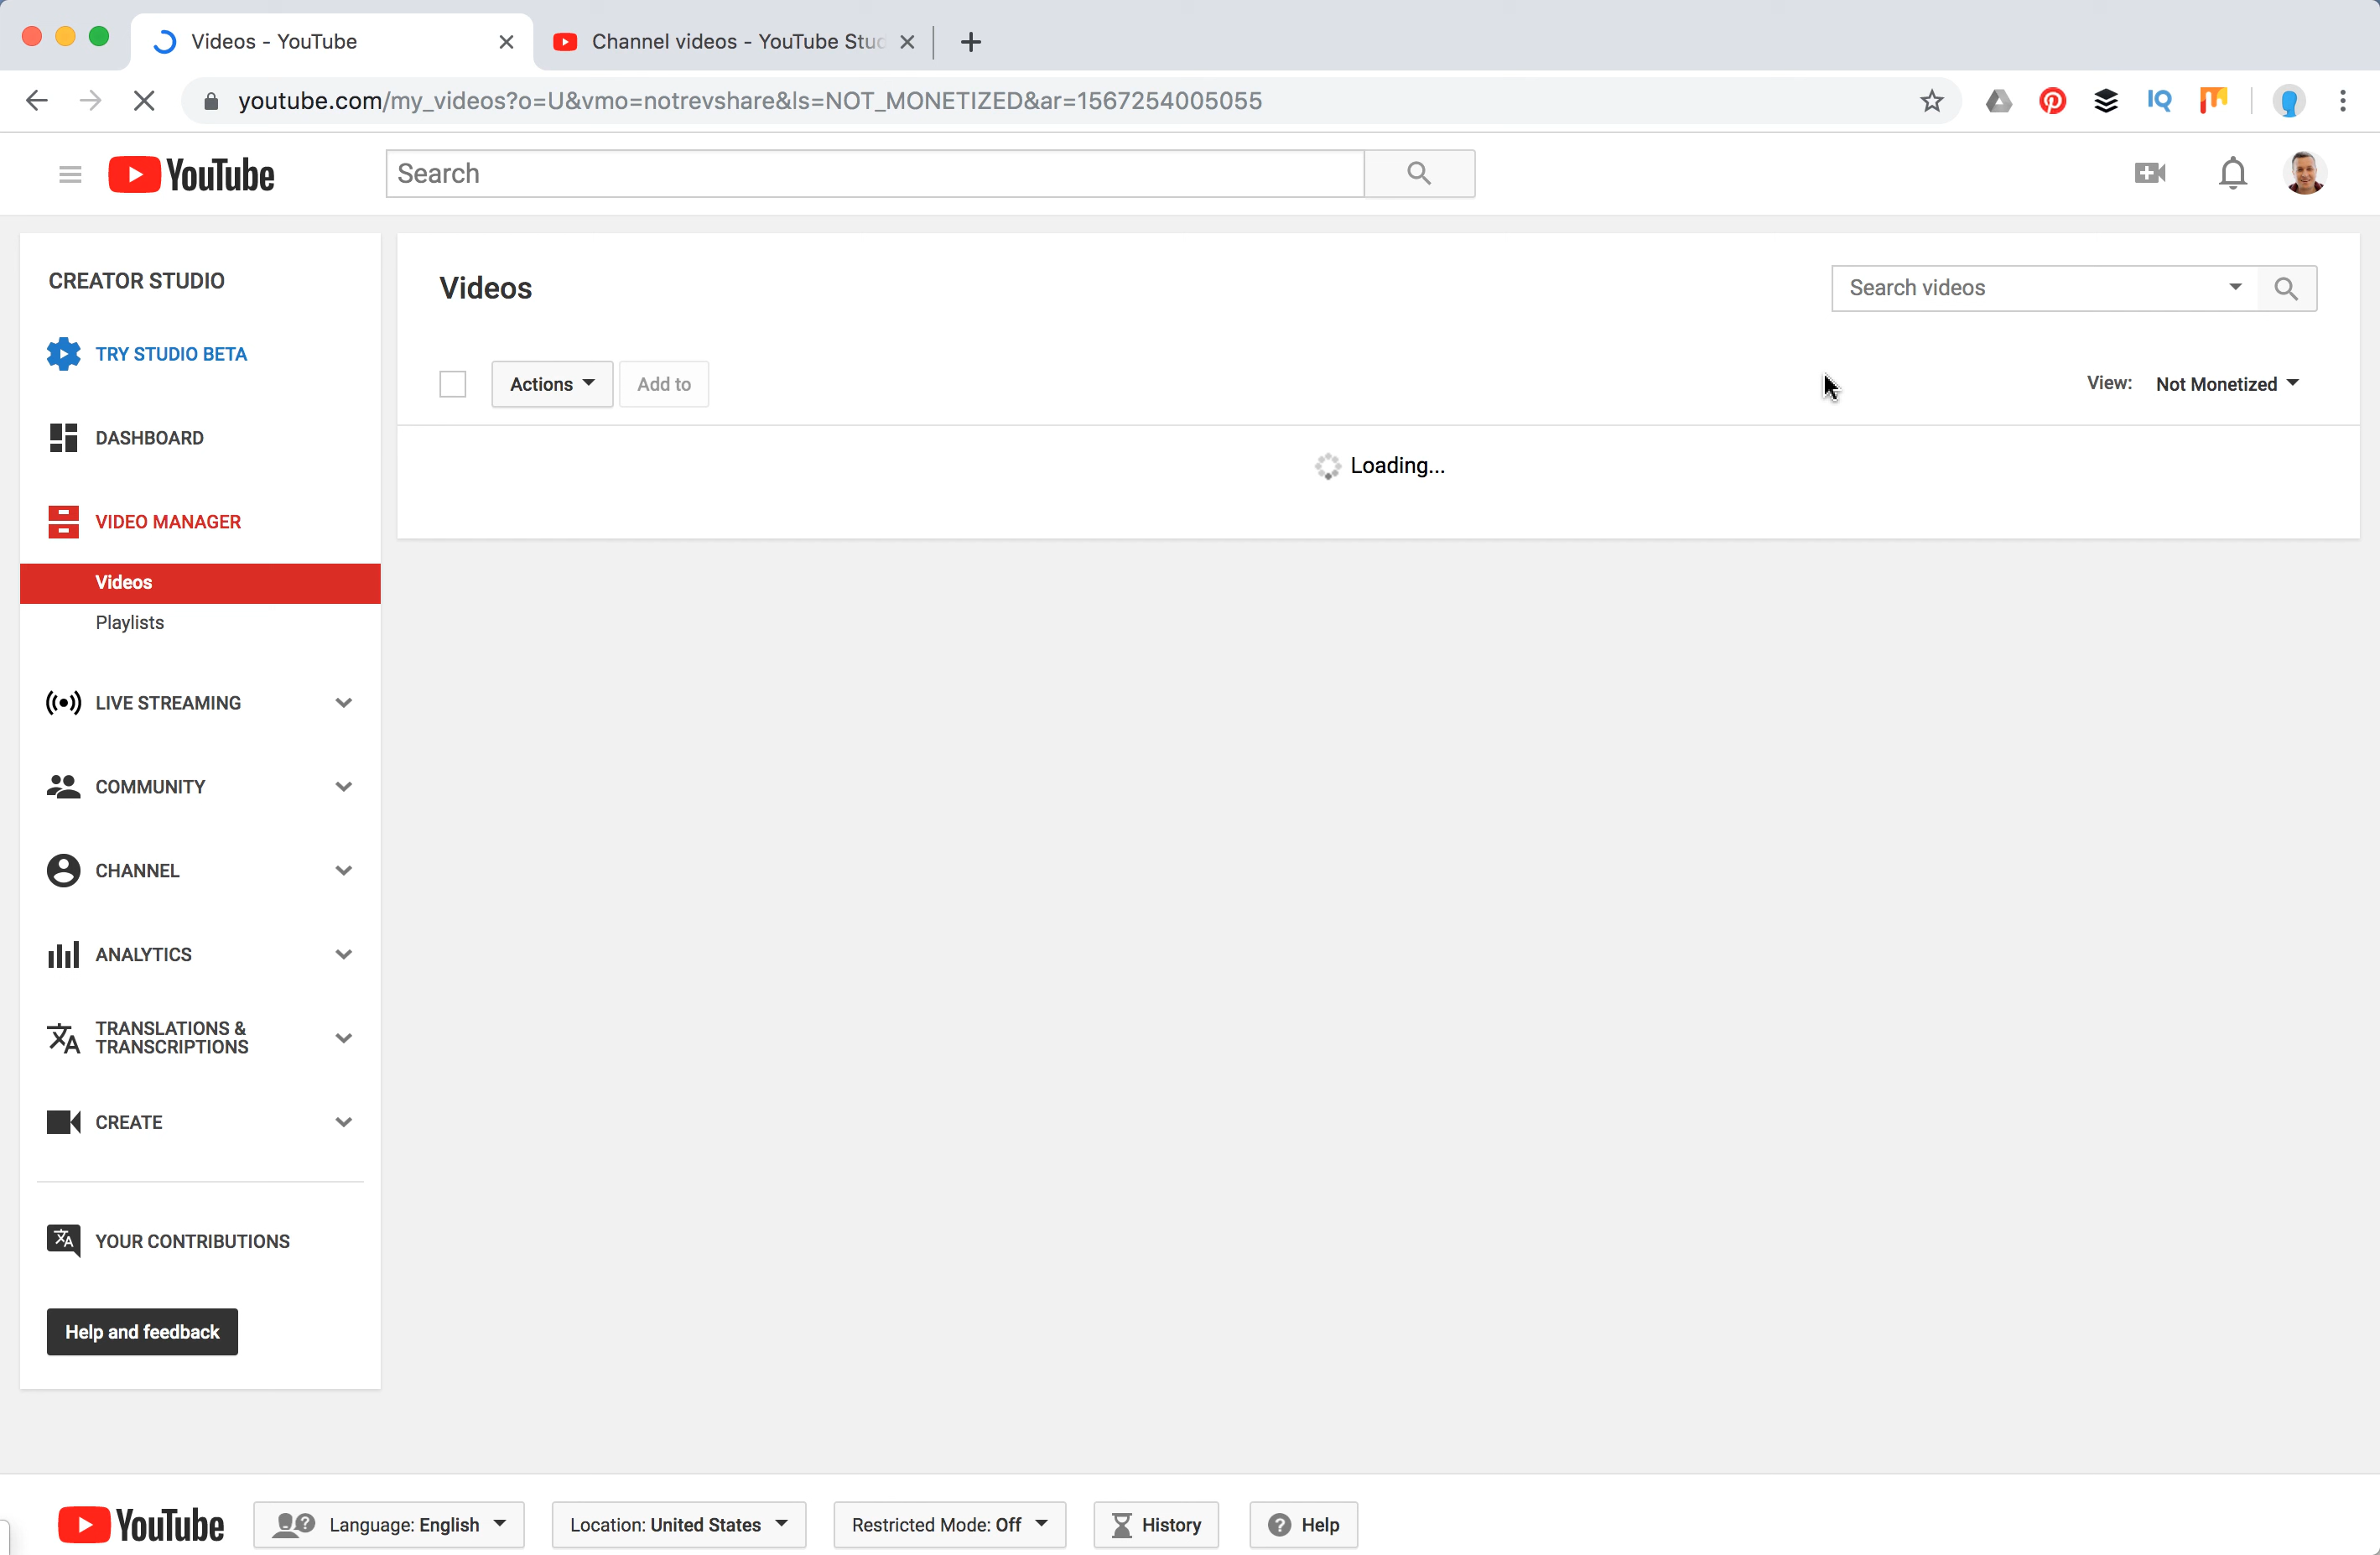 Videos - YouTube
Channel videos - YouTube Stu
youtube.com/my_videos?o=U&vmo=notrevshare&ls=NOT_MONETIZED&ar=1567254005055
IQ
YouTube
Search
CREATOR STUDIO
TRY STUDIO BETA
DASHBOARD
VIDEO MANAGER
Videos
Playlists
LIVE STREAMING
COMMUNITY
CHANNEL
ANALYTICS
TRANSLATIONS &
TRANSCRIPTIONS
CREATE
YOUR CONTRIBUTIONS
Help and feedback
Videos
Search videos
Actions
Add to
View: Not Monetized
Loading...
YouTube
Language: English
Location: United States
Restricted Mode: Off
History
Help